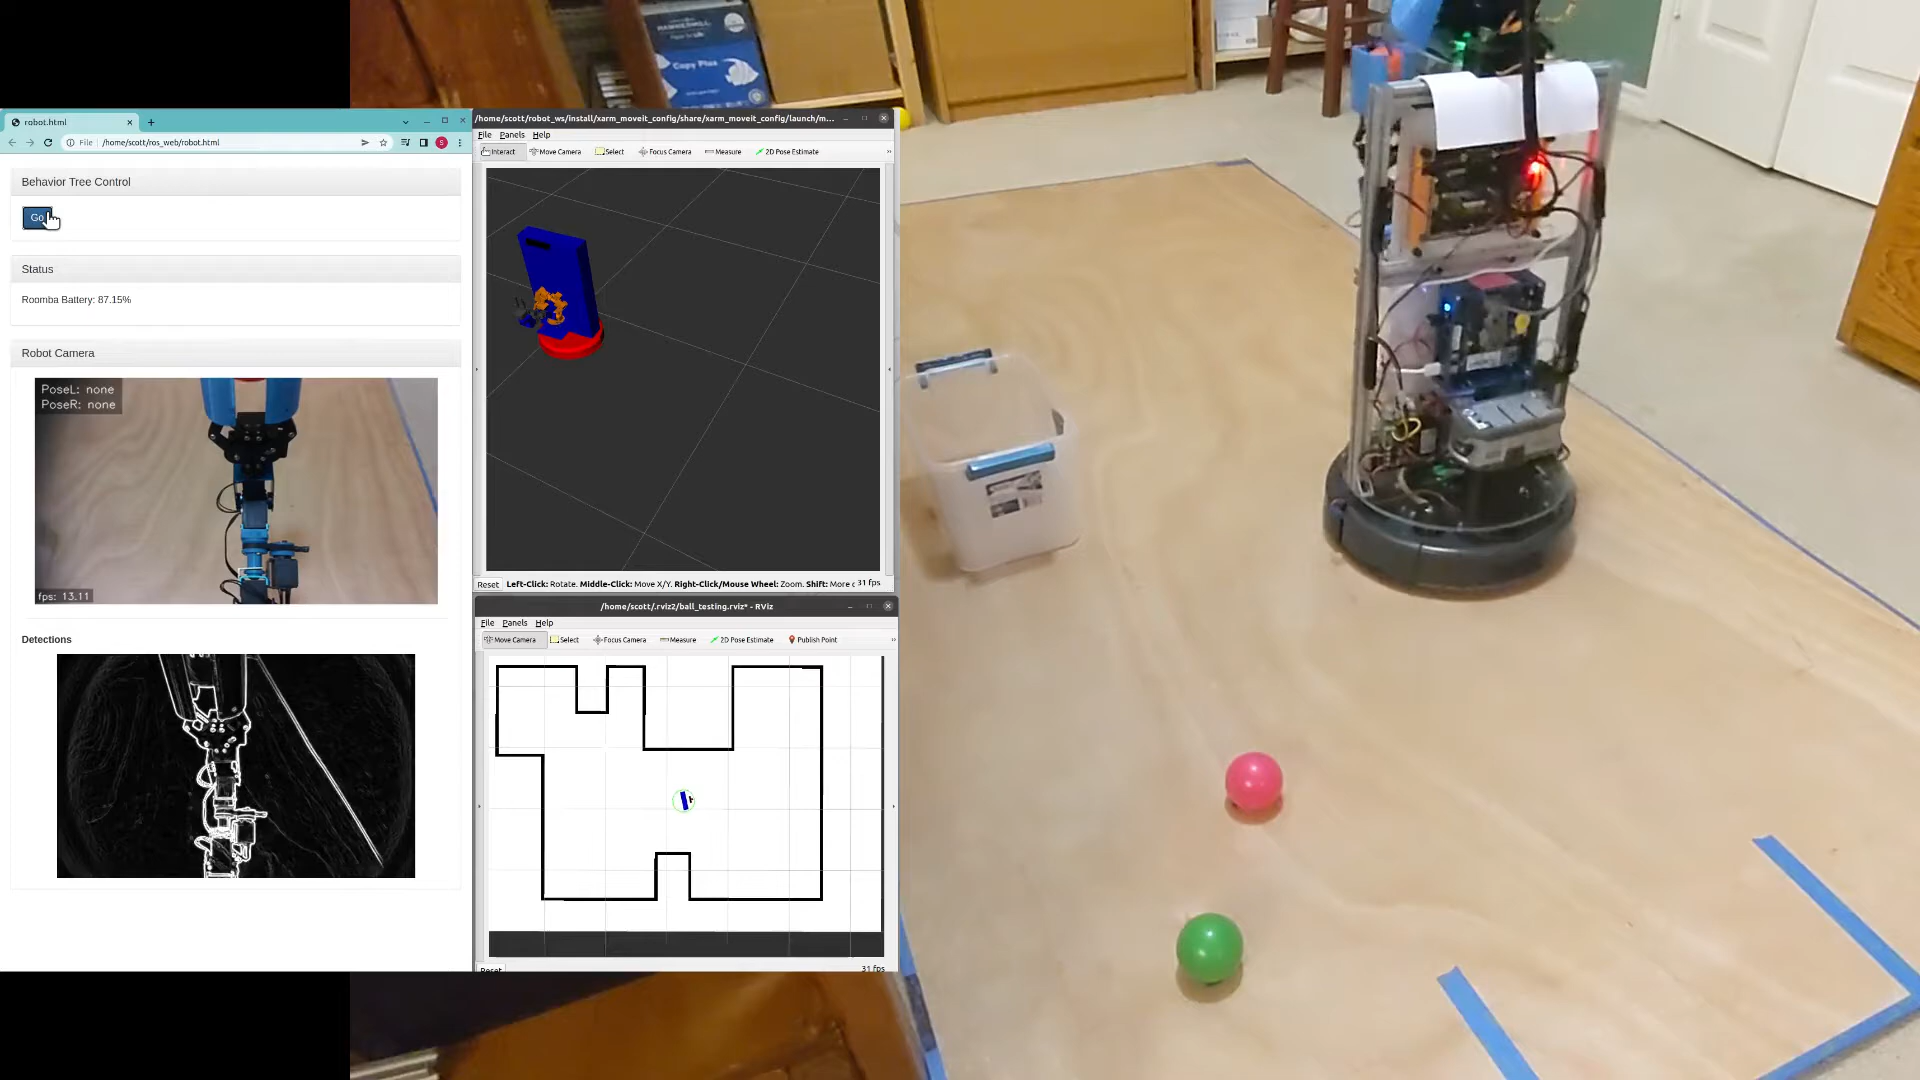 robot.html
File
/home/scott/ros_web/robot.html
S
Behavior Tree Control
Go
Status
Roomba Battery: 87.15%
Robot Camera
PoseL: none
PoseR: none
fps: 13.11
Detections
/home/scott/robot_ws/install/xarm_moveit_config/share/xarm_moveit_config/launch/m...
File Panels Help
Interact Move Camera Select Focus Camera Measure 2D Pose Estimate
Reset Left-Click: Rotate. Middle-Click: Move X/Y. Right-Click/Mouse Wheel: Zoom. Shift: More 31 fps
/home/scott/.rviz2/ball_testing.rviz* - RViz
File Panels Help
Move Camera Select Focus Camera Measure 2D Pose Estimate Publish Point
Reset 31 fps
HAMMERMILL
Copy Plus